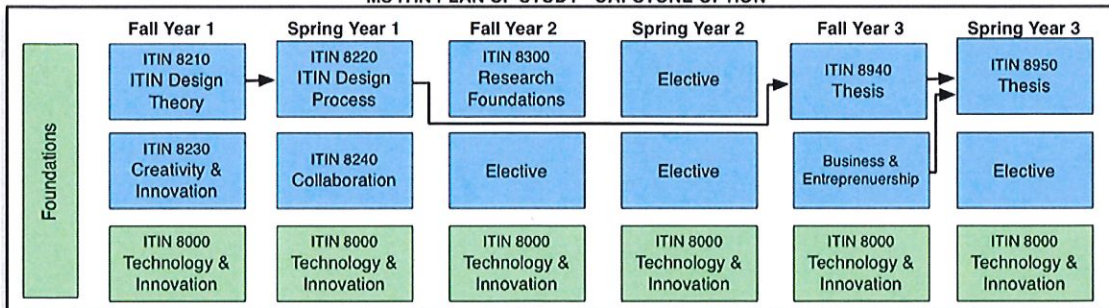 Fall Year 1
Spring Year 1
Fall Year 2
Spring Year 2
Fall Year 3
Spring Year 3
Foundations
ITIN 8210
ITIN Design
Theory
ITIN 8220
ITIN Design
Process
ITIN 8300
Research
Foundations
Elective
ITIN 8940
Thesis
ITIN 8950
Thesis
ITIN 8230
Creativity &
Innovation
ITIN 8240
Collaboration
Elective
Elective
Business &
Entreprenuership
Elective
ITIN 8000
Technology &
Innovation
ITIN 8000
Technology &
Innovation
ITIN 8000
Technology &
Innovation
ITIN 8000
Technology &
Innovation
ITIN 8000
Technology &
Innovation
ITIN 8000
Technology &
Innovation